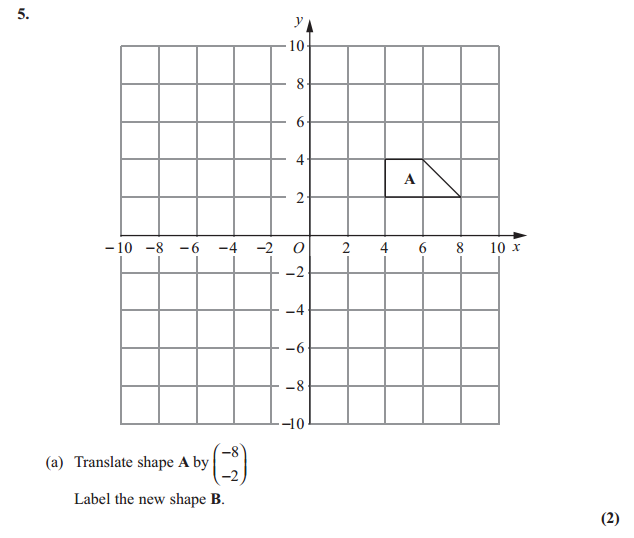 5.
y
10
8
6
4
A
2
−10 −8 −6 −4 −2 O 2 4 6 8 10 x
−2
−4
−6
−8
−10
(a) Translate shape A by (−8
−2)
Label the new shape B.
(2)